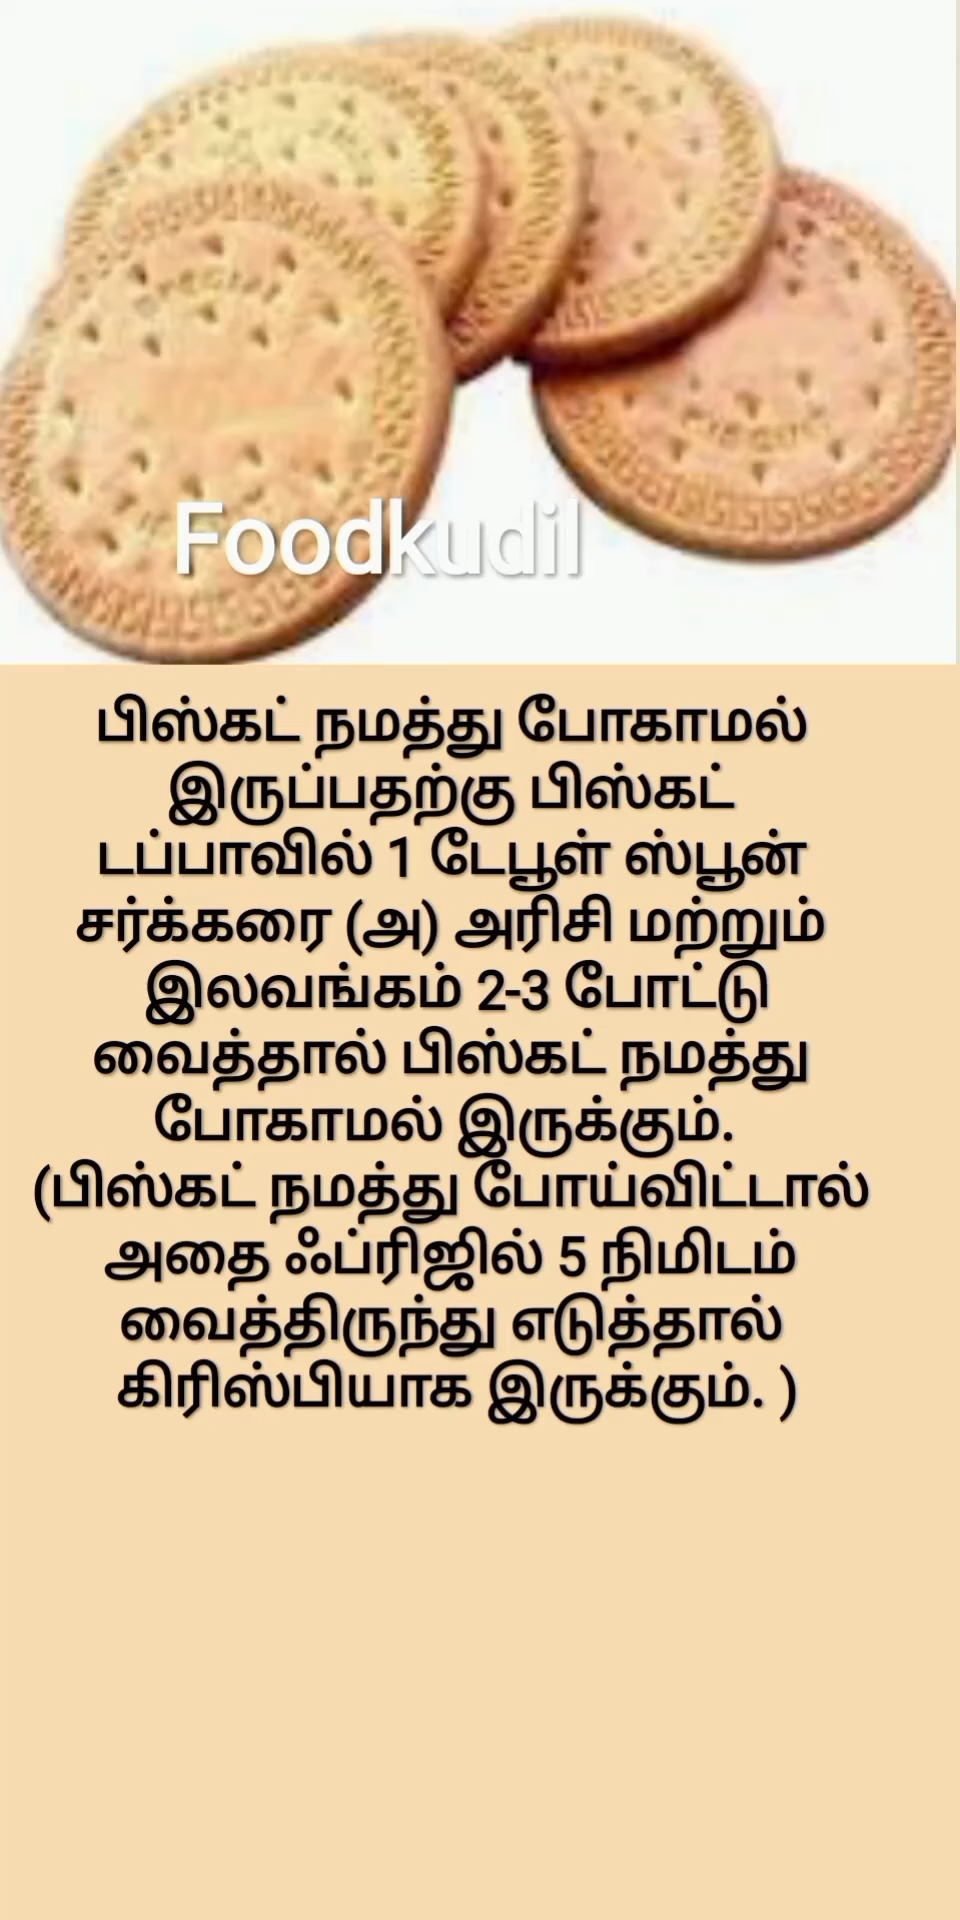 Foodkudil
பிஸ்கட் நமத்து போகாமல்
இருப்பதற்கு பிஸ்கட்
டப்பாவில் 1 டேபூள் ஸ்பூன்
சர்க்கரை (அ) அரிசி மற்றும்
இலவங்கம் 2-3 போட்டு
வைத்தால் பிஸ்கட் நமத்து
போகாமல் இருக்கும்.
(பிஸ்கட் நமத்து போய்விட்டால்
அதை ஃப்ரிஜில் 5 நிமிடம்
வைத்திருந்து எடுத்தால்
கிரிஸ்பியாக இருக்கும். )